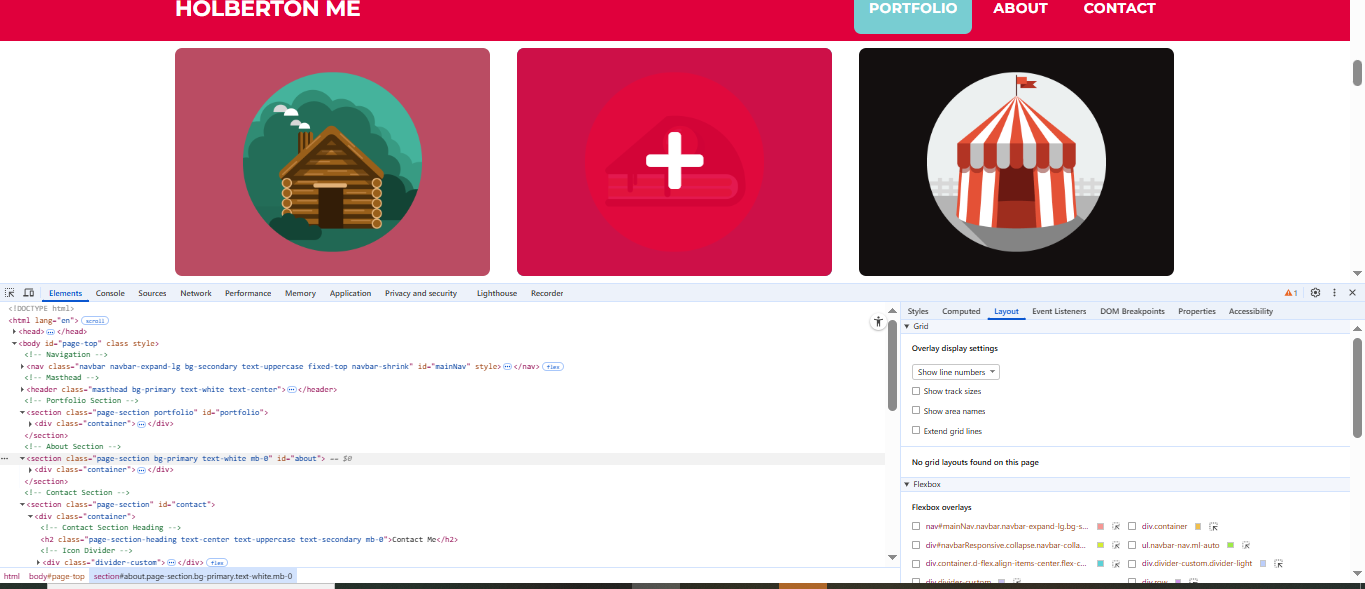 HOLBERTON ME
PORTFOLIO ABOUT CONTACT
Elements Console Sources Network Performance Memory Application Privacy and security Lighthouse Recorder 1
<!DOCTYPE html>
<html lang="en"> scroll
<head> </head>
<body id="page-top" class style>
<!-- Navigation -->
<nav class="navbar navbar-expand-lg bg-secondary text-uppercase fixed-top navbar-shrink" id="mainNav" style> </nav> flex
<!-- Masthead -->
<header class="masthead bg-primary text-white text-center"> </header>
<!-- Portfolio Section -->
<section class="page-section portfolio" id="portfolio">
<div class="container"> </div>
</section>
<!-- About Section -->
<section class="page-section bg-primary text-white mb-0" id="about"> == $0
<div class="container"> </div>
</section>
<!-- Contact Section -->
<section class="page-section" id="contact">
<div class="container">
<!-- Contact Section Heading -->
<h2 class="page-section-heading text-center text-uppercase text-secondary mb-0">Contact Me</h2>
<!-- Icon Divider -->
<div class="divider-custom"> </div> flex
html body#page-top section#about.page-section.bg-primary.text-white.mb-0
Styles Computed Layout Event Listeners DOM Breakpoints Properties Accessibility
Grid
Overlay display settings
Show line numbers
Show track sizes
Show area names
Extend grid lines
No grid layouts found on this page
Flexbox
Flexbox overlays
nav#mainNav.navbar.navbar-expand-lg.bg-s... div.container
div#navbarResponsive.collapse.navbar-colla... ul.navbar-nav.ml-auto
div.container.d-flex.align-items-center.flex-c... div.divider-custom.divider-light
div.divider-custom div.row